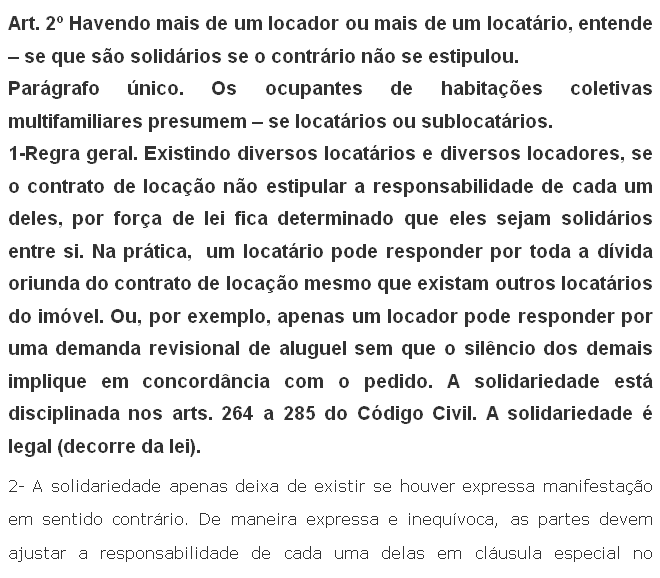 Art. 2º Havendo mais de um locador ou mais de um locatário, entende
– se que são solidários se o contrário não se estipulou.
Parágrafo único. Os ocupantes de habitações coletivas
multifamiliares presumem – se locatários ou sublocatários.
1-Regra geral. Existindo diversos locatários e diversos locadores, se
o contrato de locação não estipular a responsabilidade de cada um
deles, por força de lei fica determinado que eles sejam solidários
entre si. Na prática, um locatário pode responder por toda a dívida
oriunda do contrato de locação mesmo que existam outros locatários
do imóvel. Ou, por exemplo, apenas um locador pode responder por
uma demanda revisional de aluguel sem que o silêncio dos demais
implique em concordância com o pedido. A solidariedade está
disciplinada nos arts. 264 a 285 do Código Civil. A solidariedade é
legal (decorre da lei).
2- A solidariedade apenas deixa de existir se houver expressa manifestação
em sentido contrário. De maneira expressa e inequívoca, as partes devem
ajustar a responsabilidade de cada uma delas em cláusula especial no